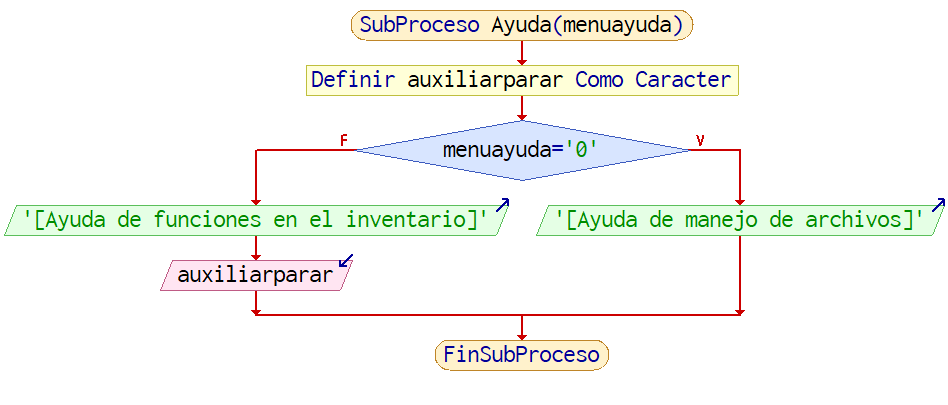 SubProceso Ayuda(menuayuda)
Definir auxiliarparar Como Caracter
F
menuayuda='0'
V
'[Ayuda de funciones en el inventario]'
'[Ayuda de manejo de archivos]'
auxiliarparar
FinSubProceso